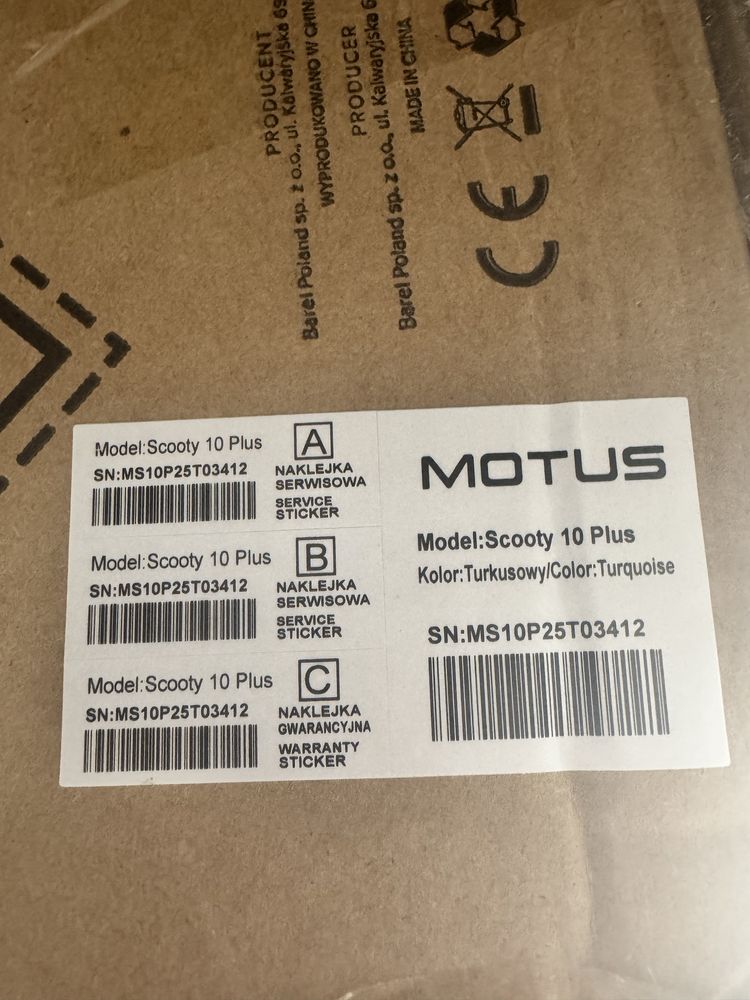 PRODUCENT
Barel Poland sp. z o.o., ul. Kalwaryjska 69
WYPRODUKOWANO W CHIN
PRODUCER
Barel Poland sp. z o.o., ul. Kalwaryjska 6
MADE IN CHINA
CE
Model:Scooty 10 Plus
SN:MS10P25T03412
A
NAKLEJKA
SERWISOWA
SERVICE
STICKER
Model:Scooty 10 Plus
SN:MS10P25T03412
B
NAKLEJKA
SERWISOWA
SERVICE
STICKER
Model:Scooty 10 Plus
SN:MS10P25T03412
C
NAKLEJKA
GWARANCYJNA
WARRANTY
STICKER
MOTUS
Model:Scooty 10 Plus
Kolor:Turkusowy/Color:Turquoise
SN:MS10P25T03412